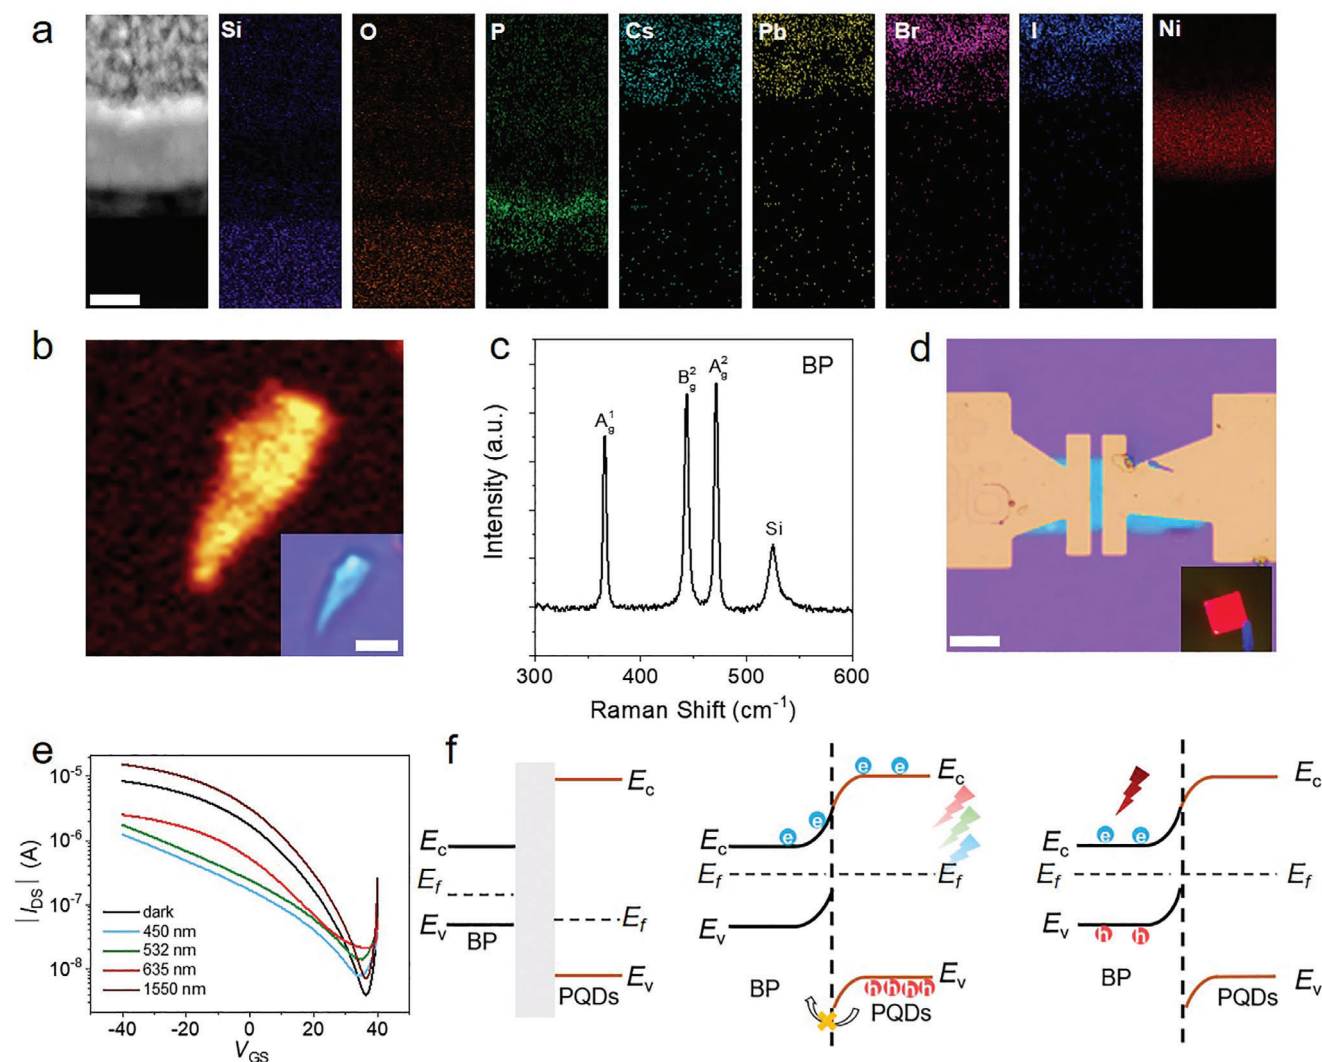 a
Si
O
P
Cs
Pb
Br
I
Ni
b
c
BP
A¹g
B²g
A²g
Si
Intensity (a.u.)
300
400
500
600
Raman Shift (cm⁻¹)
d
e
|IDS| (A)
10⁻⁵
10⁻⁶
10⁻⁷
10⁻⁸
dark
450 nm
532 nm
635 nm
1550 nm
-40
-20
0
20
40
VGS
f
Ec
Ec
Ef
Ef
Ev
BP
Ev
PQDs
e e
Ec
e e
Ec
Ef
Ef
Ev
Ev
h h h h
BP
PQDs
Ec
e e
Ec
Ef
Ef
Ev
h h
Ev
BP
PQDs